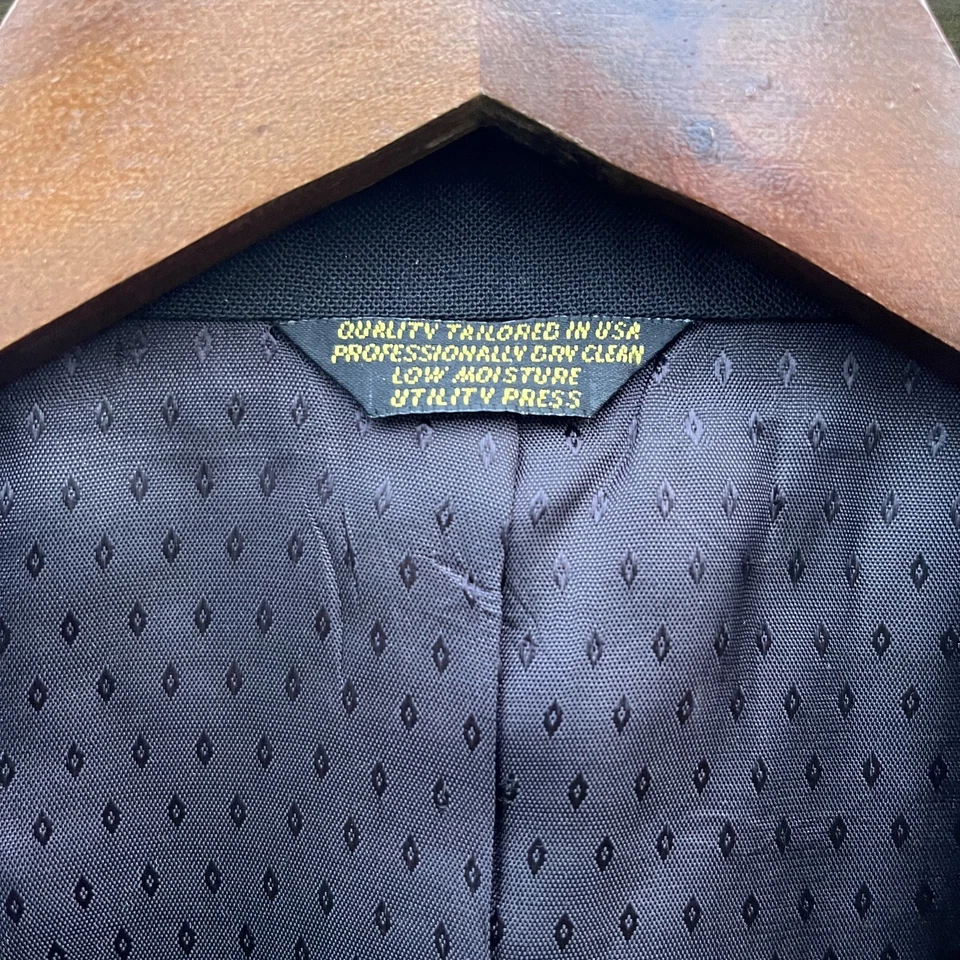 QUALITY TAILORED IN USA
PROFESSIONALLY DRY CLEAN
LOW MOISTURE
UTILITY PRESS